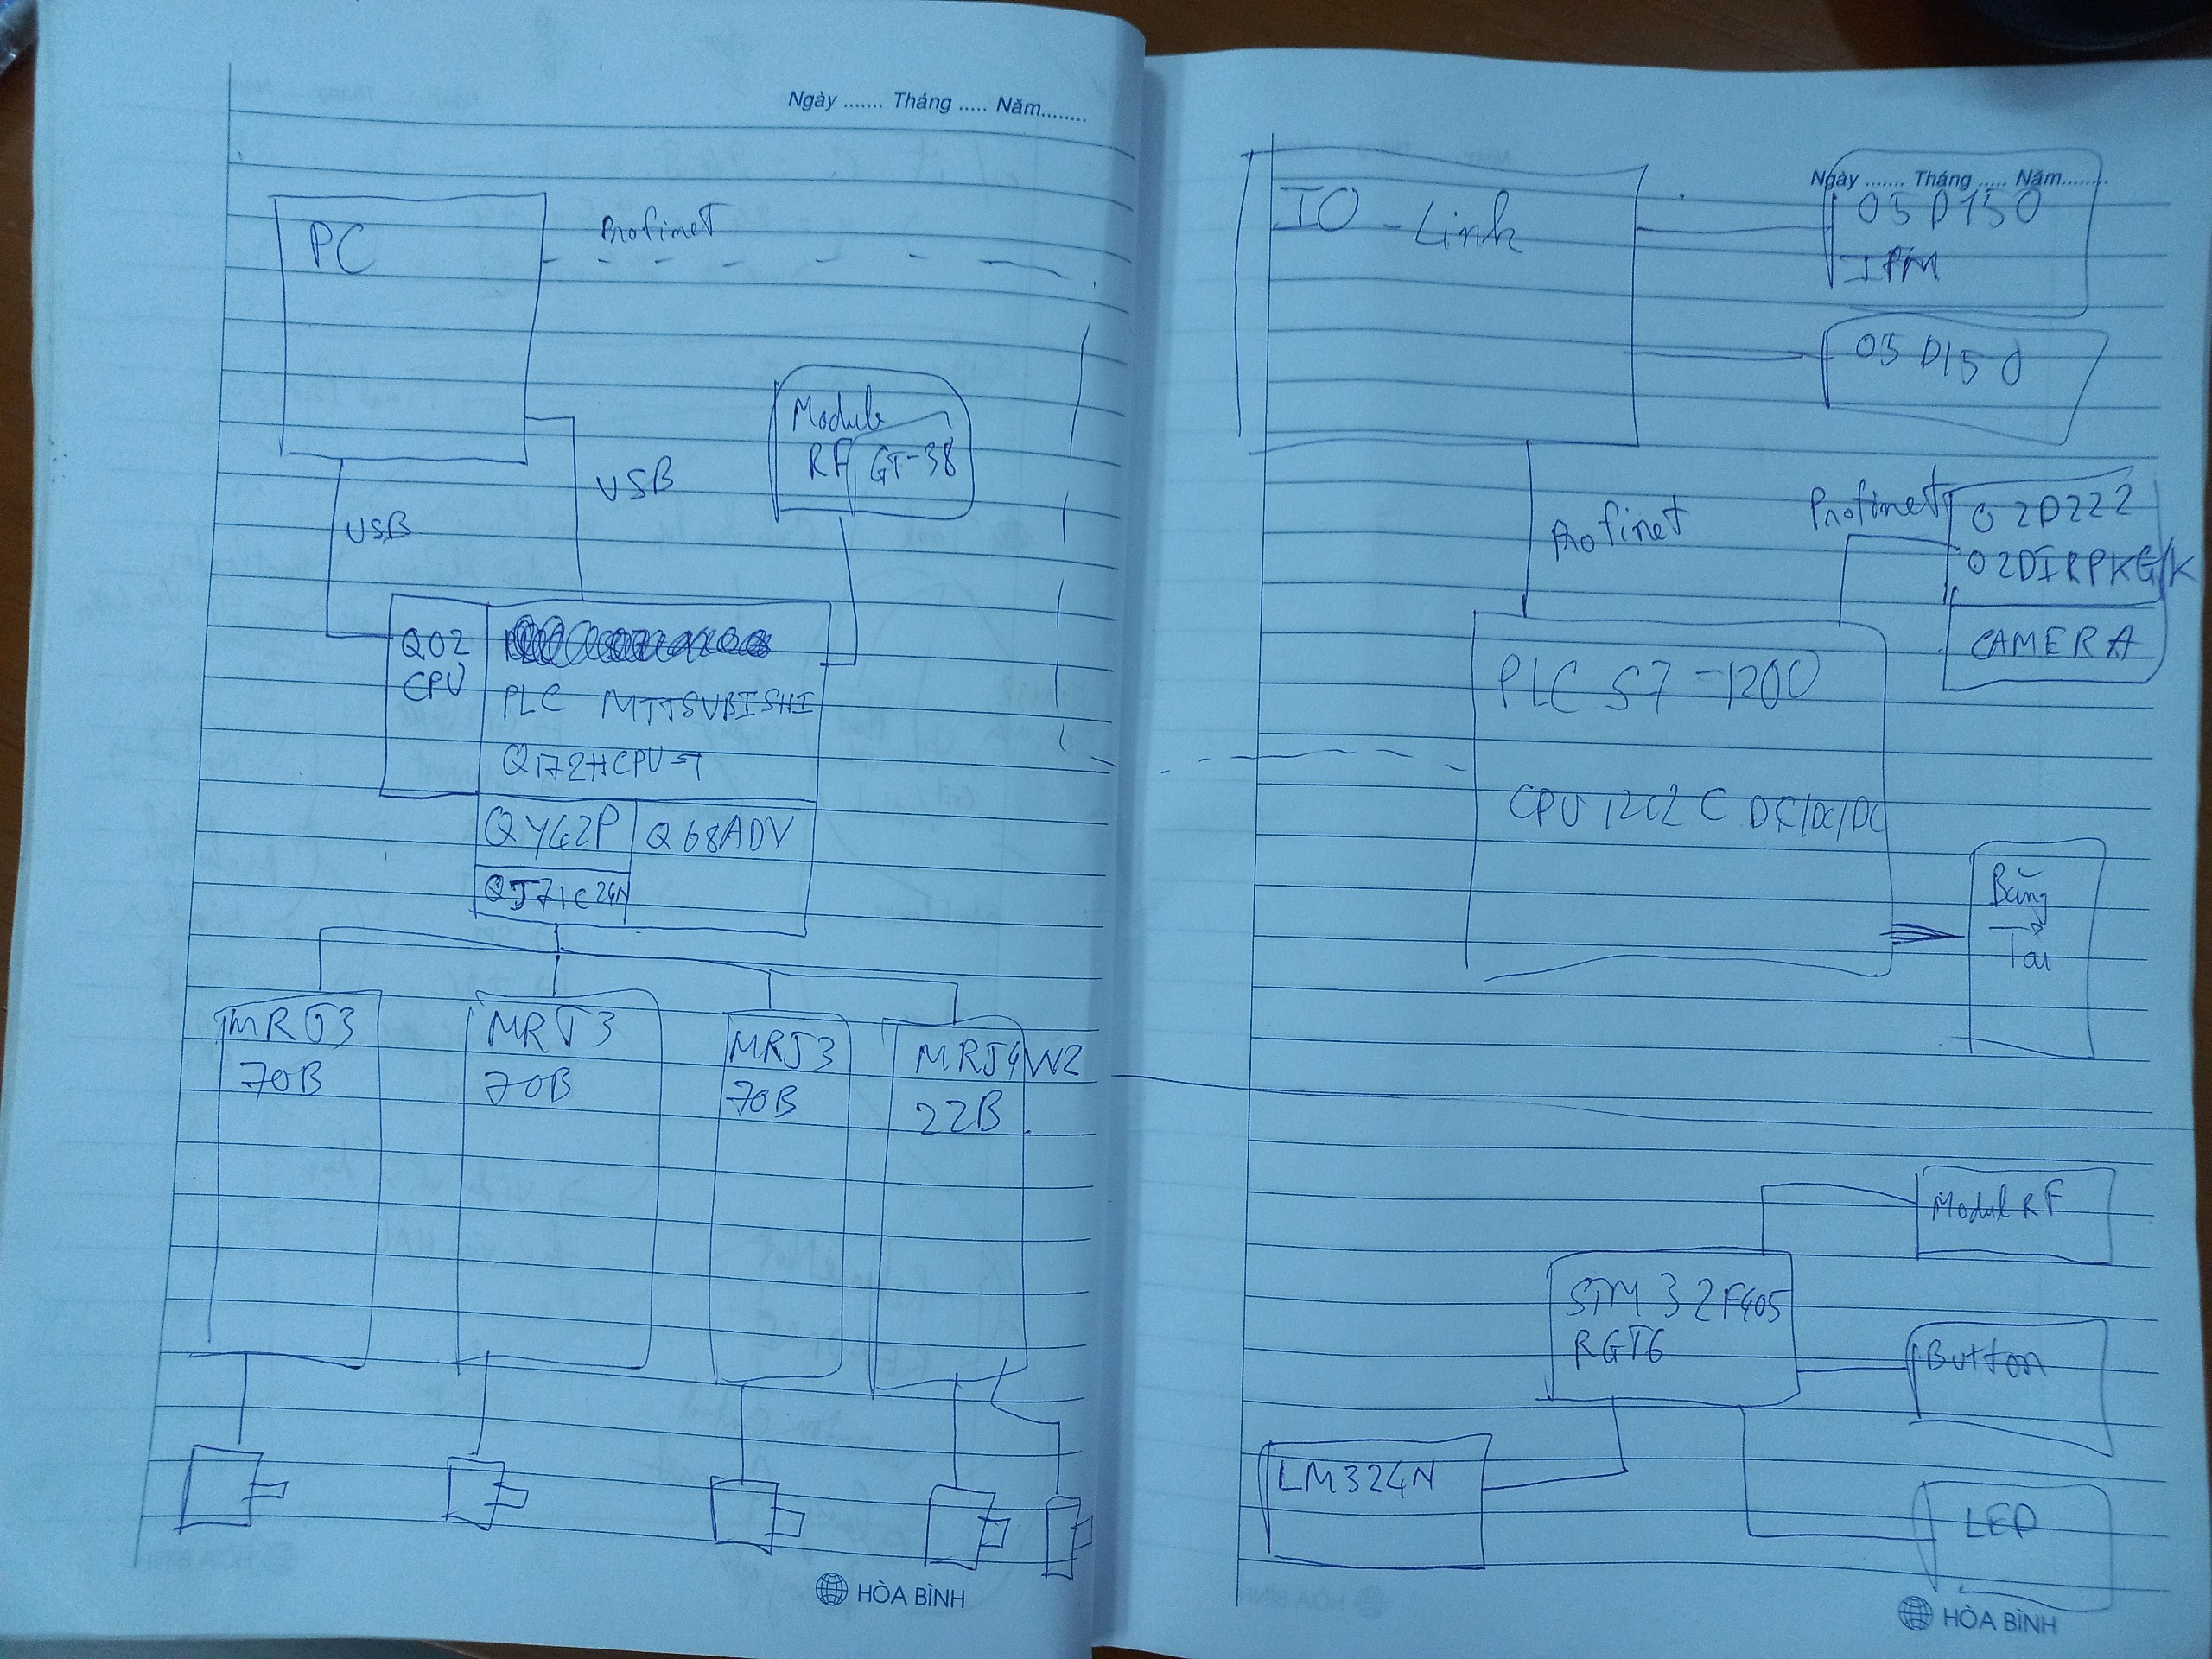 Ngày ....... Tháng ..... Năm........
PC
Profinet
Module
RF GT-38
USB
USB
Q02
CPU
PLC MITSUBISHI
Q172HCPU-T
QY42P
Q68ADV
QJ71C24N
MRJ3
70B
MRJ3
70B
MRJ3
70B
MRJ4W2
22B
HÒA BÌNH
Ngày ....... Tháng ..... Năm........
IO-Link
O5D150
O5D150
Profinet
Profinet
O2D222
CAMERA
PLC S7-1200
CPU 1212C DC/DC/DC
Băng
Tải
Modul RF
STM32F405
RGT6
Button
LM324N
LED
HÒA BÌNH